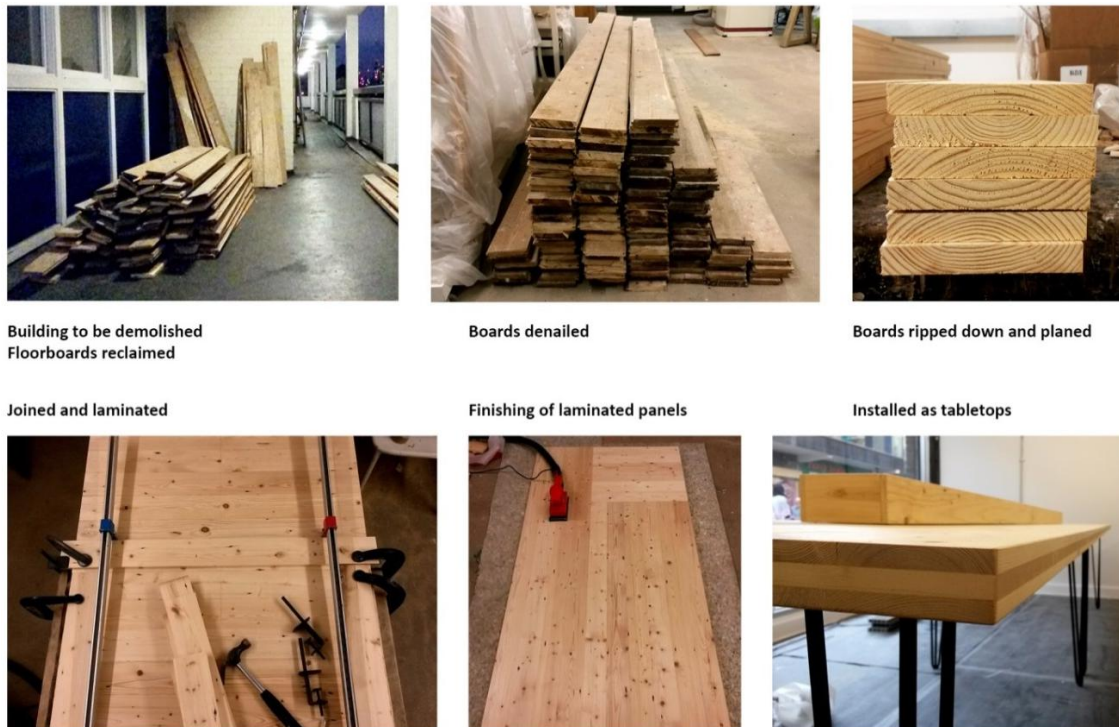 Building to be demolished
Floorboards reclaimed
Boards denailed
Boards ripped down and planed
Joined and laminated
Finishing of laminated panels
Installed as tabletops